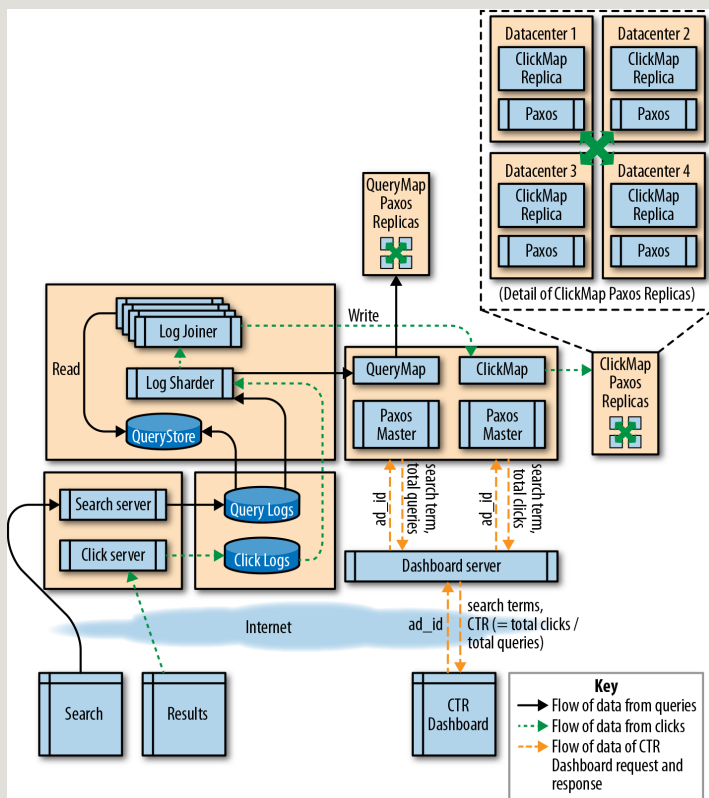 Datacenter 1
ClickMap
Replica
Paxos
Datacenter 2
ClickMap
Replica
Paxos
Datacenter 3
ClickMap
Replica
Paxos
Datacenter 4
ClickMap
Replica
Paxos
(Detail of ClickMap Paxos Replicas)
QueryMap
Paxos
Replicas
Log Joiner
Write
Read
Log Sharder
QueryStore
QueryMap
ClickMap
Paxos
Master
Paxos
Master
ClickMap
Paxos
Replicas
Search server
Click server
Query Logs
Click Logs
ad_id
search term,
total queries
ad_id
search term,
total clicks
Dashboard server
Internet
ad_id
search terms,
CTR (= total clicks /
total queries)
Search
Results
CTR
Dashboard
Key
Flow of data from queries
Flow of data from clicks
Flow of data of CTR
Dashboard request and
response